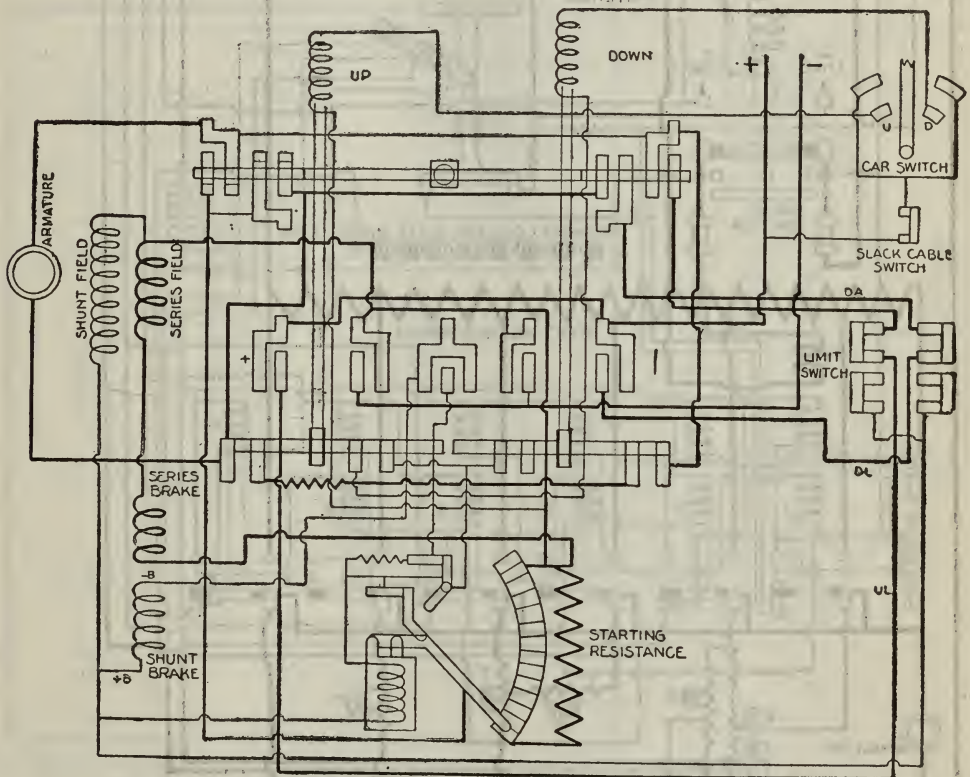 UP
DOWN
+
−
U
D
CAR SWITCH
SLACK CABLE
SWITCH
ARMATURE
SHUNT FIELD
SERIES FIELD
DA
LIMIT
SWITCH
+
−
DL
SERIES
BRAKE
-B
SHUNT
BRAKE
+B
UL
STARTING
RESISTANCE